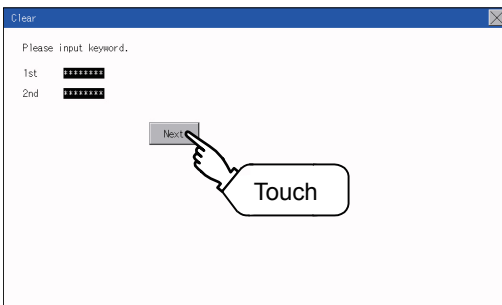 Clear
Please input keyword.
1st ********
2nd ********
Next
Touch